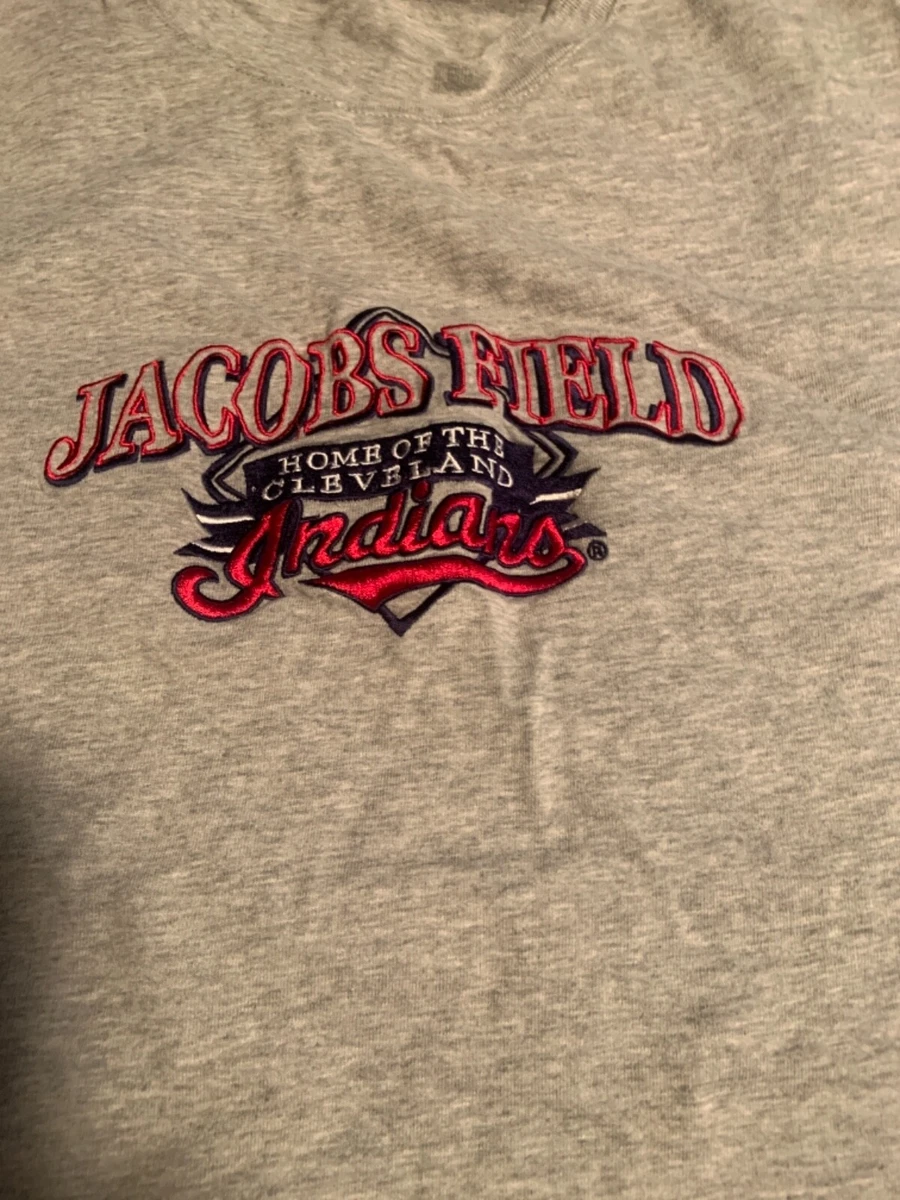 JACOBS FIELD
HOME OF THE
CLEVELAND
Indians®